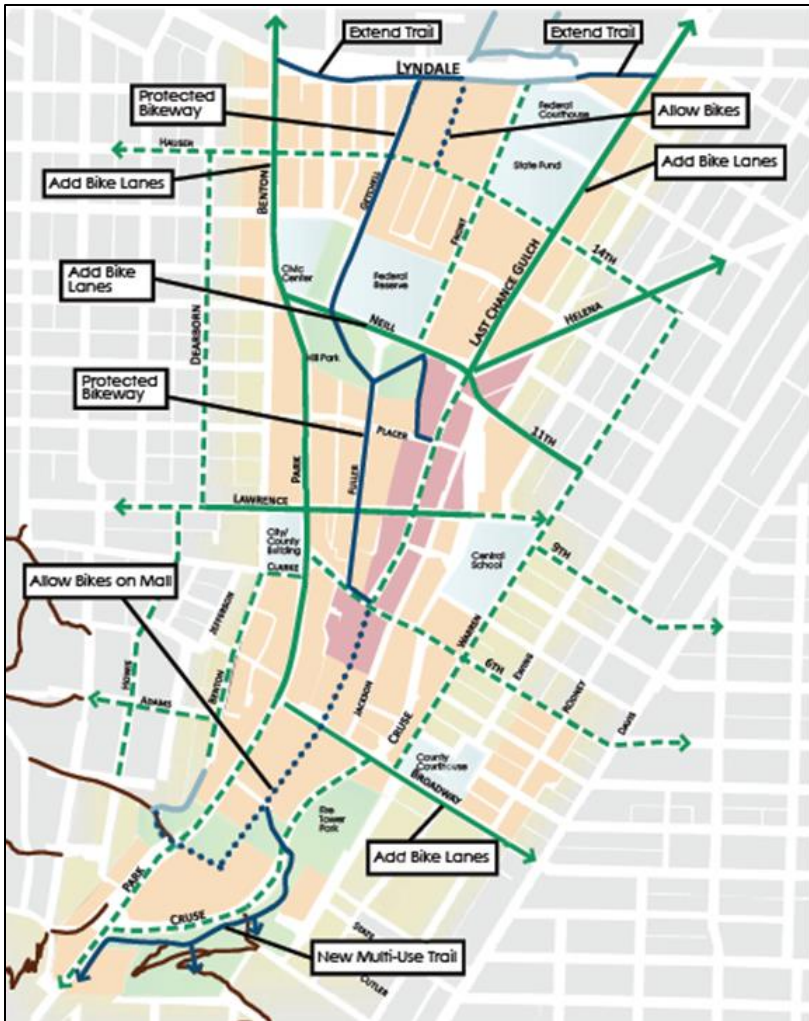 Extend Trail
Extend Trail
LYNDALE
Protected
Bikeway
Federal
Courthouse
Allow Bikes
HAUSER
State Fund
Add Bike Lanes
Add Bike Lanes
BENTON
GETCHELL
FRONT
14TH
Civic
Center
Add Bike
Lanes
Federal
Reserve
LAST CHANCE GULCH
HELENA
NEILL
DEARBORN
Hill Park
Protected
Bikeway
PLACER
11TH
PARK
FULLER
LAWRENCE
City/
County
Building
Central
School
9TH
CLARKE
Allow Bikes on Mall
JEFFERSON
WARREN
6TH
EWING
RODNEY
DAVIS
HOWIE
ADAMS
BENTON
JACKSON
CRUSE
County
Courthouse
BROADWAY
Fire
Tower
Park
Add Bike Lanes
PARK
CRUSE
STATE
New Multi-Use Trail
CUTLER